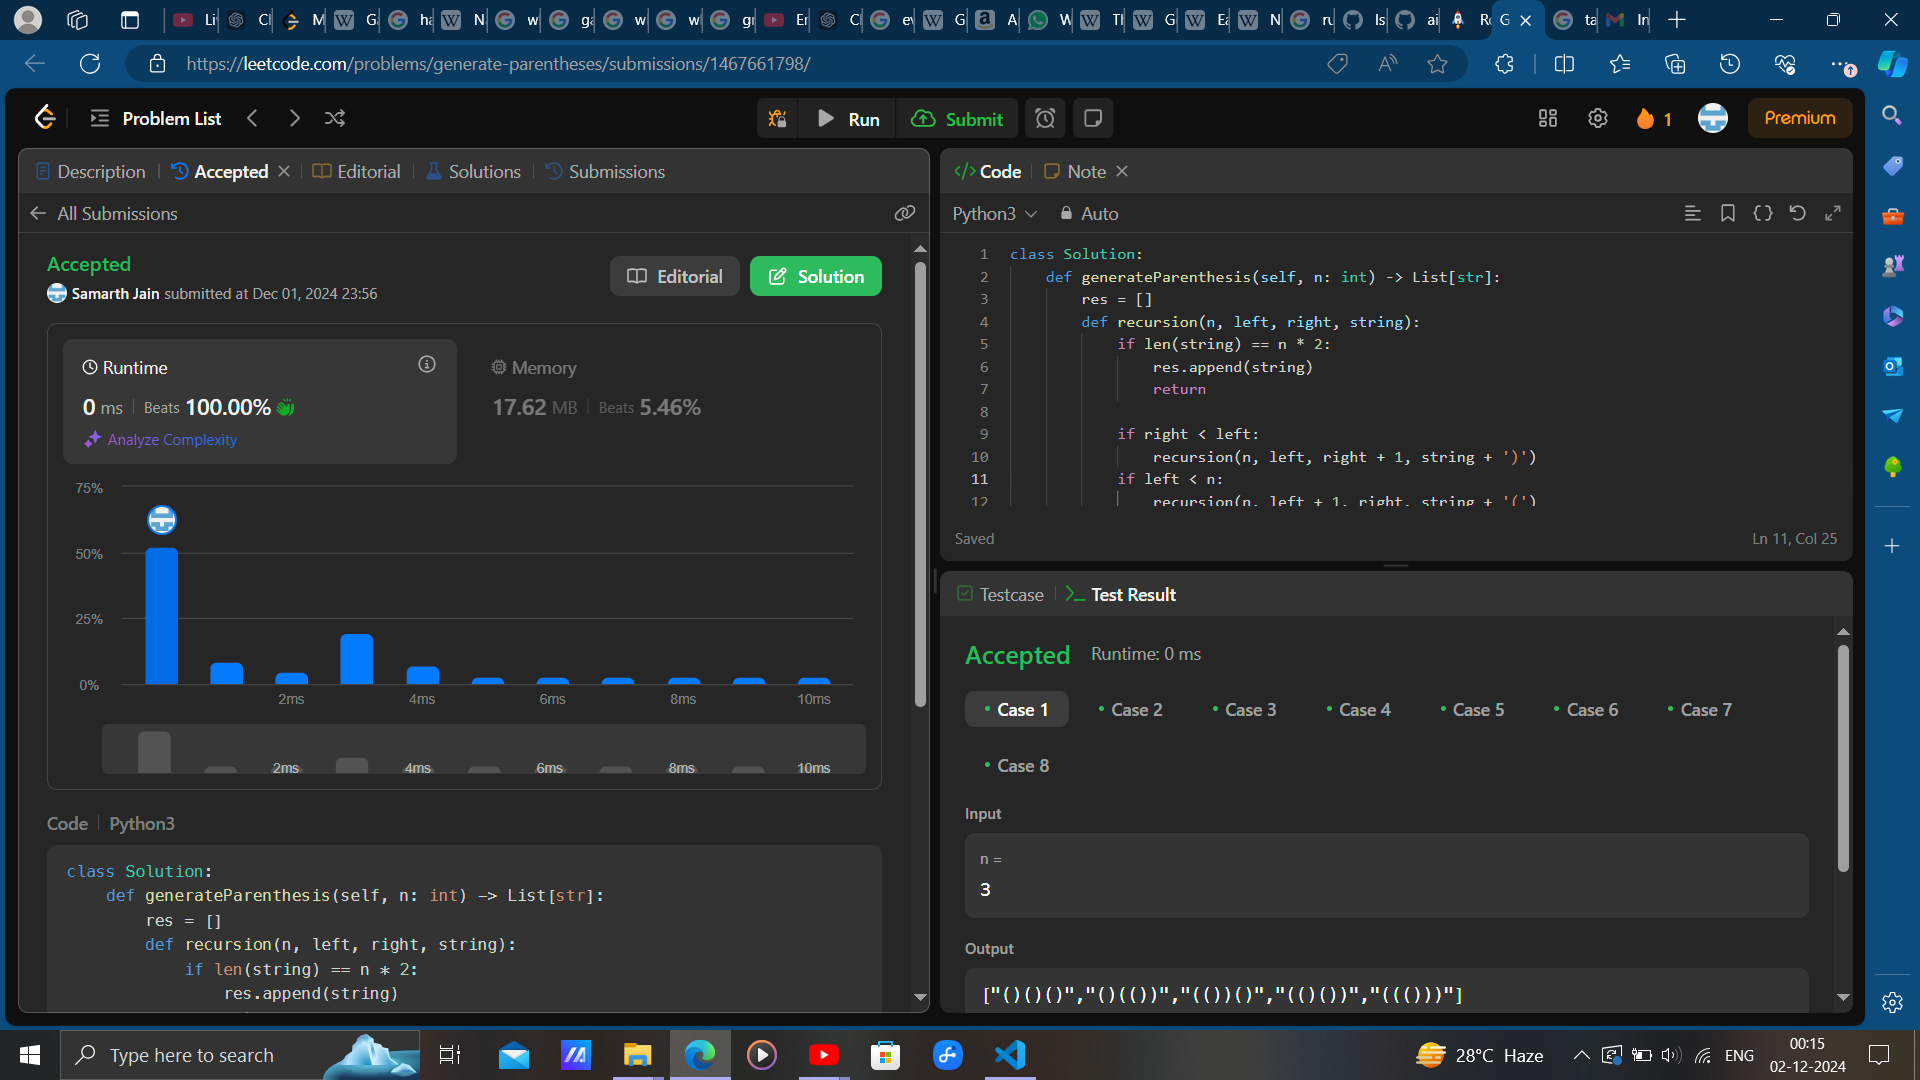 Li
Cl
M
G
ha
N
w
ga
w
w
gr
Er
Cl
ev
G
A
W
Tl
G
Ea
N
ru
Is
ai
Ro
G
ta
In
https://leetcode.com/problems/generate-parentheses/submissions/1467661798/
Problem List
Run
Submit
1
Premium
Description
Accepted
Editorial
Solutions
Submissions
All Submissions
Accepted
Samarth Jain submitted at Dec 01, 2024 23:56
Editorial
Solution
Runtime
0 ms
Beats 100.00%
Analyze Complexity
Memory
17.62 MB
Beats 5.46%
75%
50%
25%
0%
2ms 4ms 6ms 8ms 10ms
2ms 4ms 6ms 8ms 10ms
Code
Python3
class Solution:
    def generateParenthesis(self, n: int) -> List[str]:
        res = []
        def recursion(n, left, right, string):
            if len(string) == n * 2:
                res.append(string)
Code
Note
Python3
Auto
1 class Solution:
2     def generateParenthesis(self, n: int) -> List[str]:
3         res = []
4         def recursion(n, left, right, string):
5             if len(string) == n * 2:
6                 res.append(string)
7                 return
8
9             if right < left:
10                 recursion(n, left, right + 1, string + ')')
11             if left < n:
12                 recursion(n, left + 1, right, string + '(')
Saved
Ln 11, Col 25
Testcase
Test Result
Accepted
Runtime: 0 ms
Case 1
Case 2
Case 3
Case 4
Case 5
Case 6
Case 7
Case 8
Input
n =
3
Output
["()()()","()(())","(())()","(()())","((()))"]
Type here to search
28°C Haze
ENG
00:15
02-12-2024